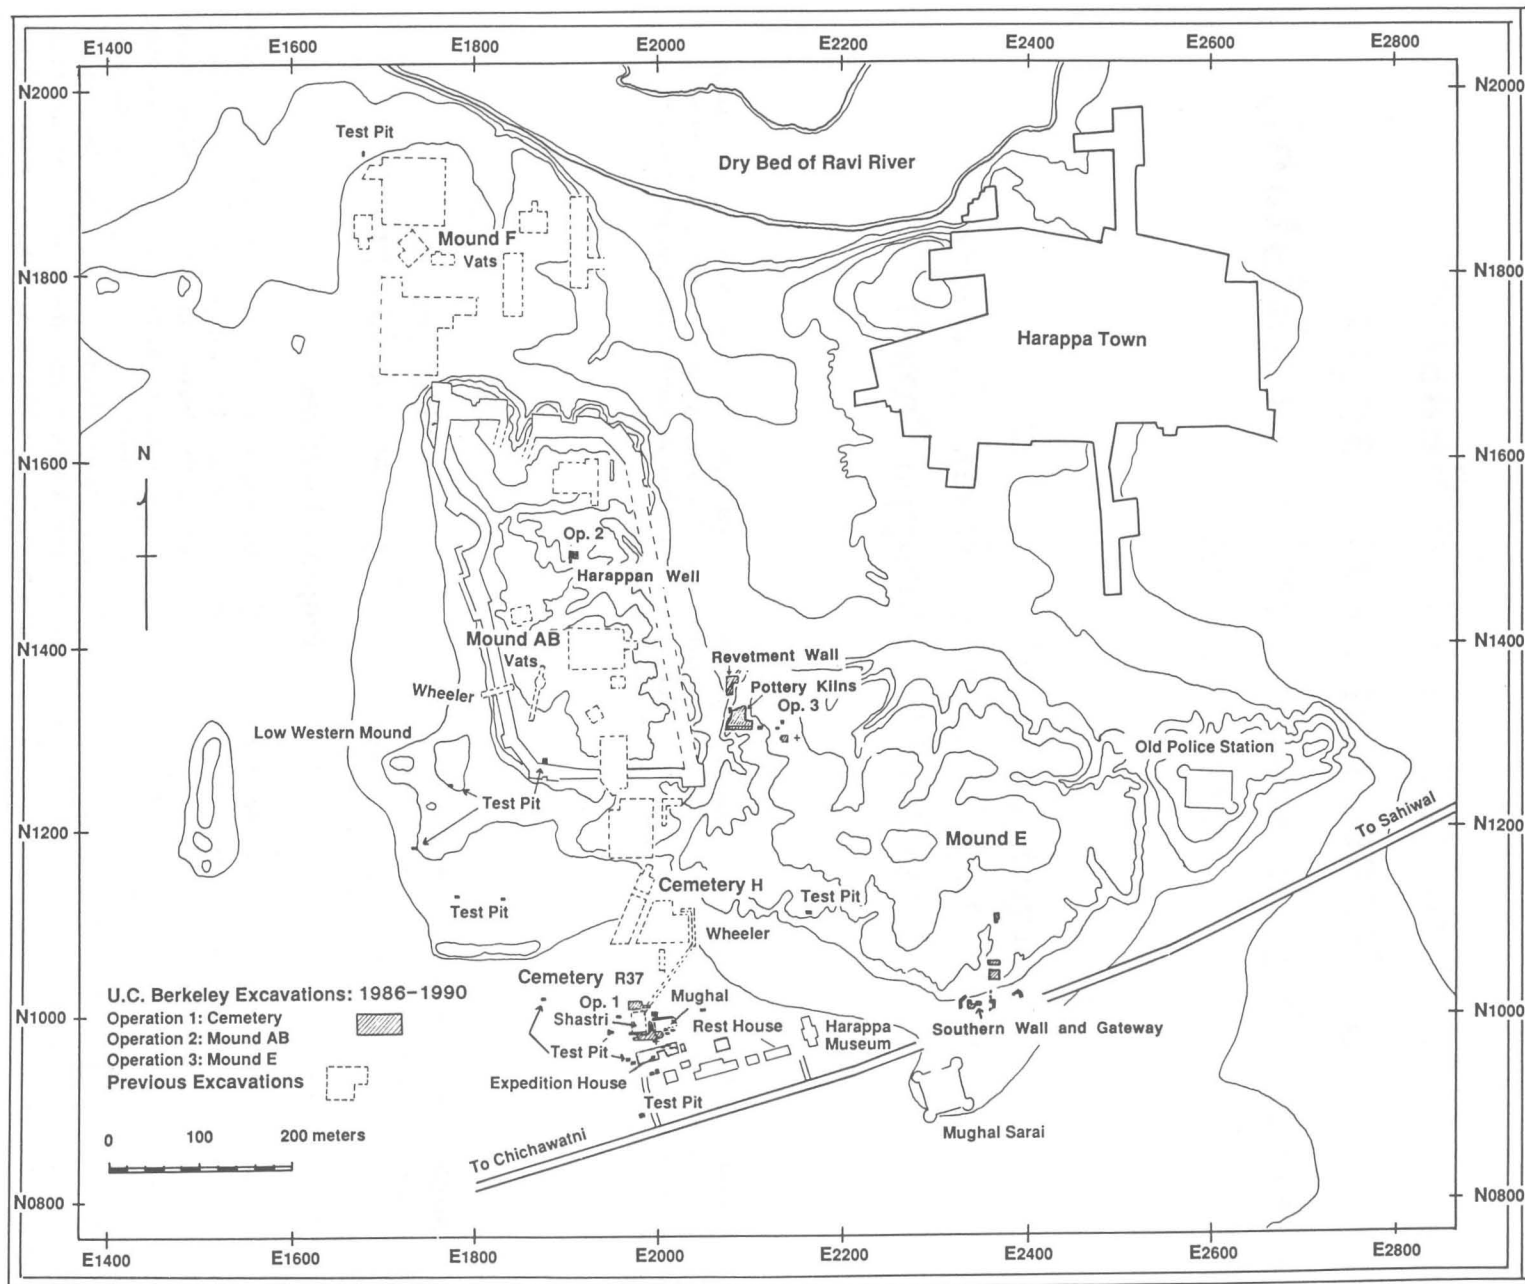 E1400 E1600 E1800 E2000 E2200 E2400 E2600 E2800
N2000 N2000
Test Pit
Dry Bed of Ravi River
Mound F
Vats
N1800 N1800
Harappa Town
N
N1600 N1600
Op. 2
Harappan Well
Mound AB
N1400 N1400
Vats
Revetment Wall
Wheeler
Pottery Kilns
Op. 3
Low Western Mound
Old Police Station
Test Pit
To Sahiwal
N1200 N1200
Mound E
Cemetery H
Test Pit
Test Pit
Wheeler
Cemetery R37
U.C. Berkeley Excavations: 1986-1990
Op. 1
Mughal
N1000 N1000
Operation 1: Cemetery
Shastri
Rest House
Harappa
Museum
Southern Wall and Gateway
Operation 2: Mound AB
Test Pit
Operation 3: Mound E
Previous Excavations
Expedition House
Test Pit
Mughal Sarai
0 100 200 meters
To Chichawatni
N0800 N0800
E1400 E1600 E1800 E2000 E2200 E2400 E2600 E2800